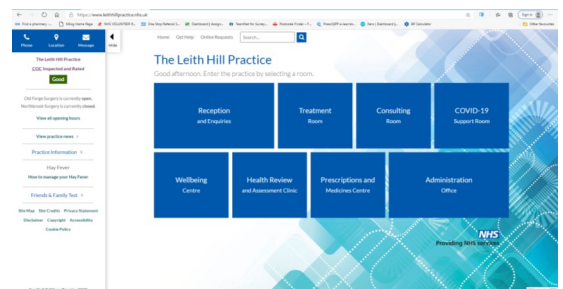 https://www.leithhillpractice.nhs.uk
Phone Location Message
Hide
The Leith Hill Practice
CQC Inspected and Rated
Good
Old Forge Surgery is currently open.
Northbrook Surgery is currently closed.
View all opening hours
View practice news
Practice Information
Hay Fever
How to manage your Hay Fever
Friends & Family Test
Site Map Site Credits Privacy Statement
Disclaimer Copyright Accessibility
Cookie Policy
Home Get Help Online Requests Search...
The Leith Hill Practice
Good afternoon. Enter the practice by selecting a room.
Reception
and Enquiries
Treatment
Room
Consulting
Room
COVID-19
Support Room
Wellbeing
Centre
Health Review
and Assessment Clinic
Prescriptions and
Medicines Centre
Administration
Office
NHS
Providing NHS services